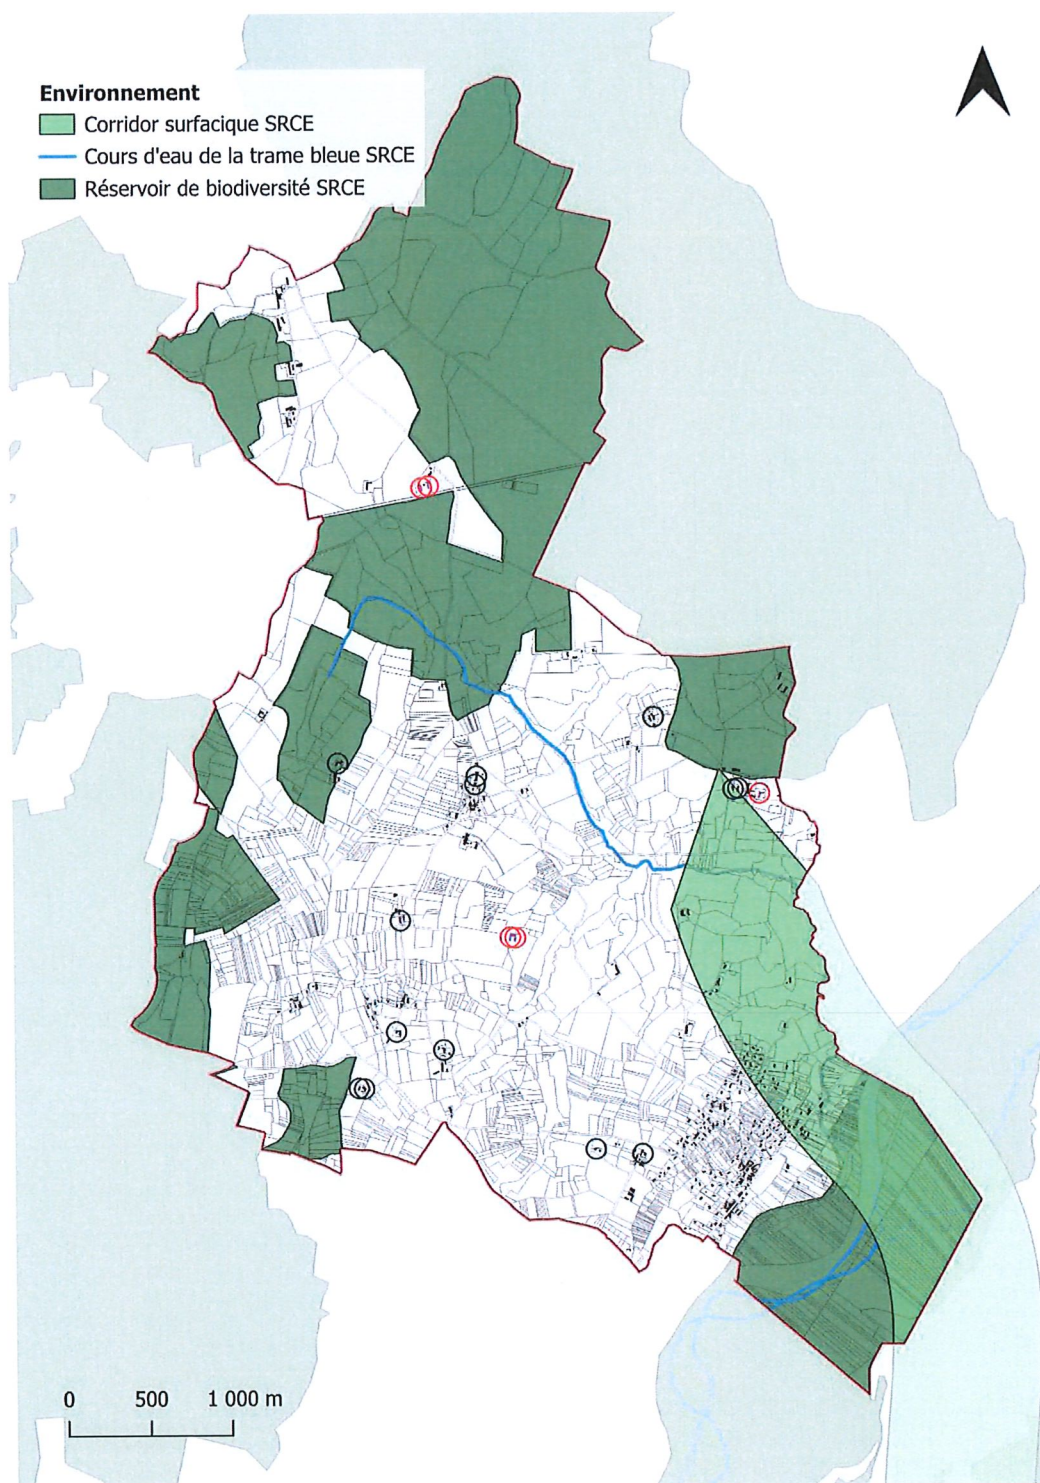 Environnement
Corridor surfacique SRCE
Cours d'eau de la trame bleue SRCE
Réservoir de biodiversité SRCE
0 500 1 000 m